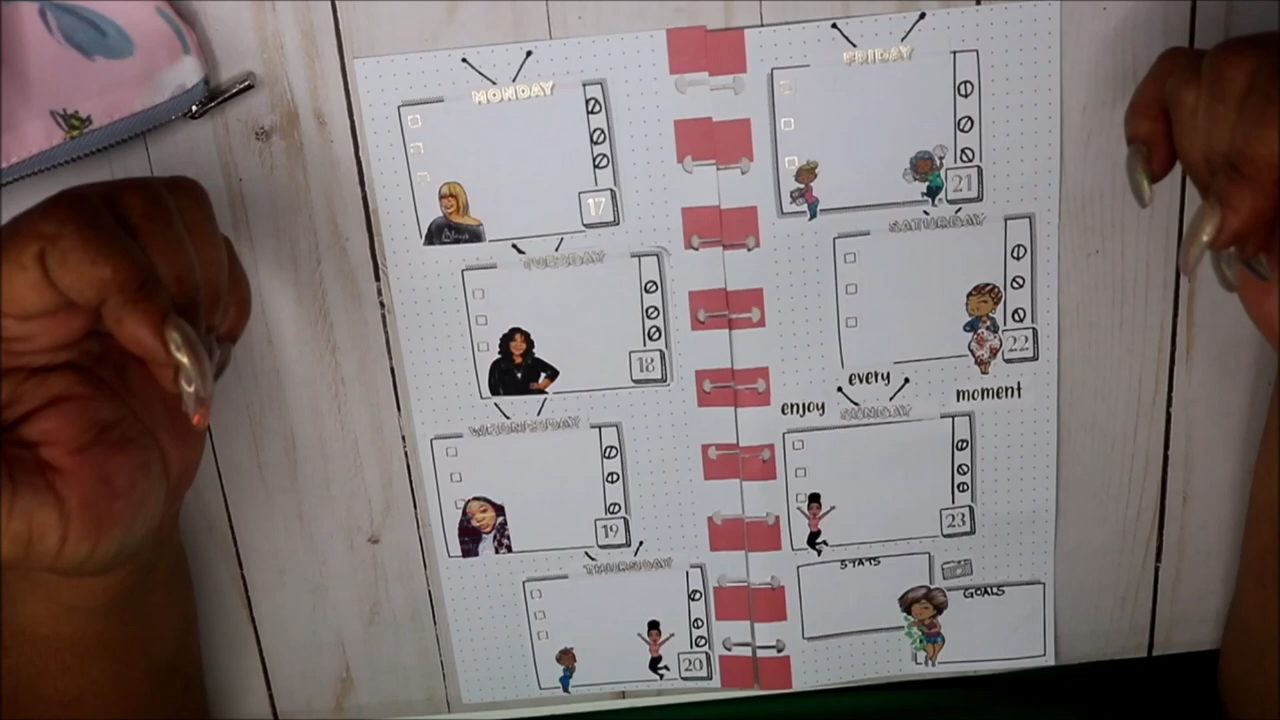 MONDAY
17
TUESDAY
18
WEDNESDAY
19
THURSDAY
20
FRIDAY
21
SATURDAY
22
enjoy every moment
SUNDAY
23
STATS
GOALS